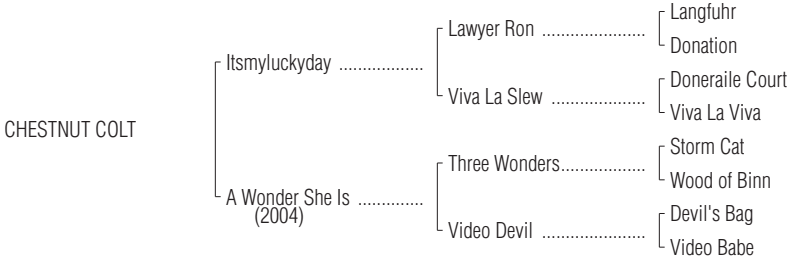 Langfuhr
Lawyer Ron ......................
Donation
Itsmyluckyday ..................
Doneraile Court
Viva La Slew ....................
Viva La Viva
CHESTNUT COLT
Storm Cat
Three Wonders..................
Wood of Binn
A Wonder She Is ..............
(2004)
Devil's Bag
Video Devil ......................
Video Babe